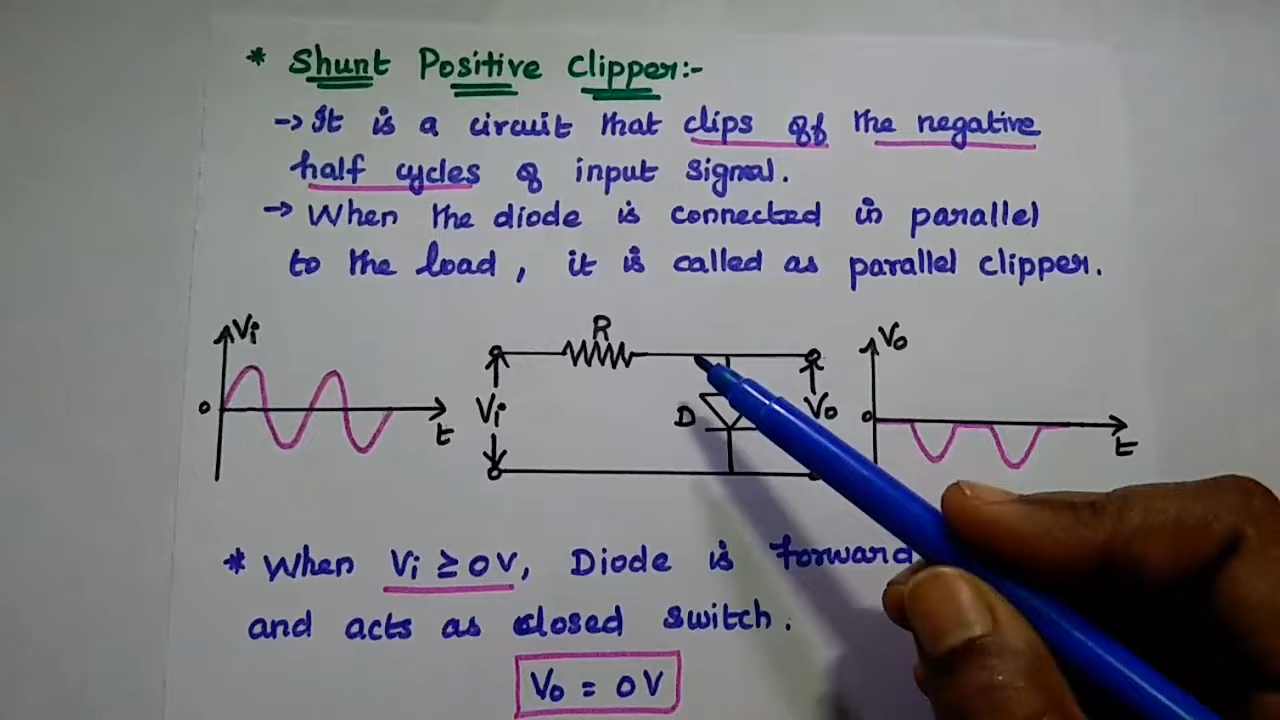 * Shunt Positive Clipper:-
→ It is a circuit that clips off the negative
half cycles of input signal.
→ When the diode is connected in parallel
to the load, it is called as parallel clipper.
Vi
0
t
R
Vi
D
Vo
Vo
0
t
* When Vi ≥ 0V, Diode is forward
and acts as closed switch.
Vo = 0V